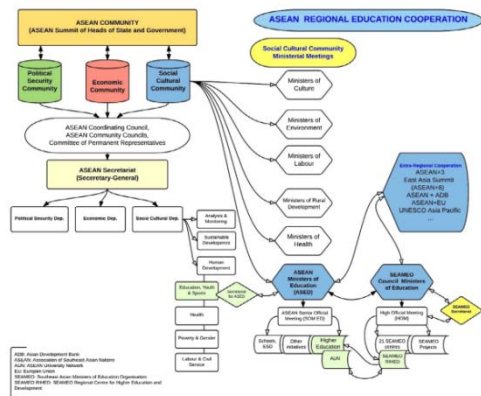 ASEAN COMMUNITY
(ASEAN Summit of Heads of State and Government)
ASEAN REGIONAL EDUCATION COOPERATION
Social Cultural Community
Ministerial Meetings
Political
Security
Community
Economic
Community
Social
Cultural
Community
Ministers of
Culture
Ministers of
Environment
Ministers of
Labour
Ministers of Rural
Development
Ministers of
Health
ASEAN Coordinating Council,
ASEAN Community Councils,
Committee of Permanent Representatives
ASEAN Secretariat
(Secretary-General)
Political Security Dep.
Economic Dep.
Socio Cultural Dep.
Analysis &
Monitoring
Sustainable
Development
Human
Development
Education, Youth
& Sports
Health
Poverty & Gender
Labour & Civil
Service
Extra-Regional Cooperation
ASEAN+3
East Asia Summit
(ASEAN+8)
ASEAN + ADB
ASEAN+EU
UNESCO Asia Pacific
...
ASEAN
Ministers of
Education
(ASED)
SEAMEO
Council Ministers
of Education
ASEAN Senior Official
Meeting (SOM-ED)
High Official Meeting
(HOM)
SEAMEO
Secretariat
Schools,
ESD
Other
initiatives
Higher
Education
AUN
21 SEAMEO
centres
SEAMEO
Projects
SEAMEO
RIHED
ADB: Asian Development Bank
ASEAN: Association of Southeast Asian Nations
AUN: ASEAN University Network
EU: European Union
SEAMEO: Southeast Asian Ministers of Education Organisation
SEAMEO RIHED: SEAMEO Regional Centre for Higher Education and
Development